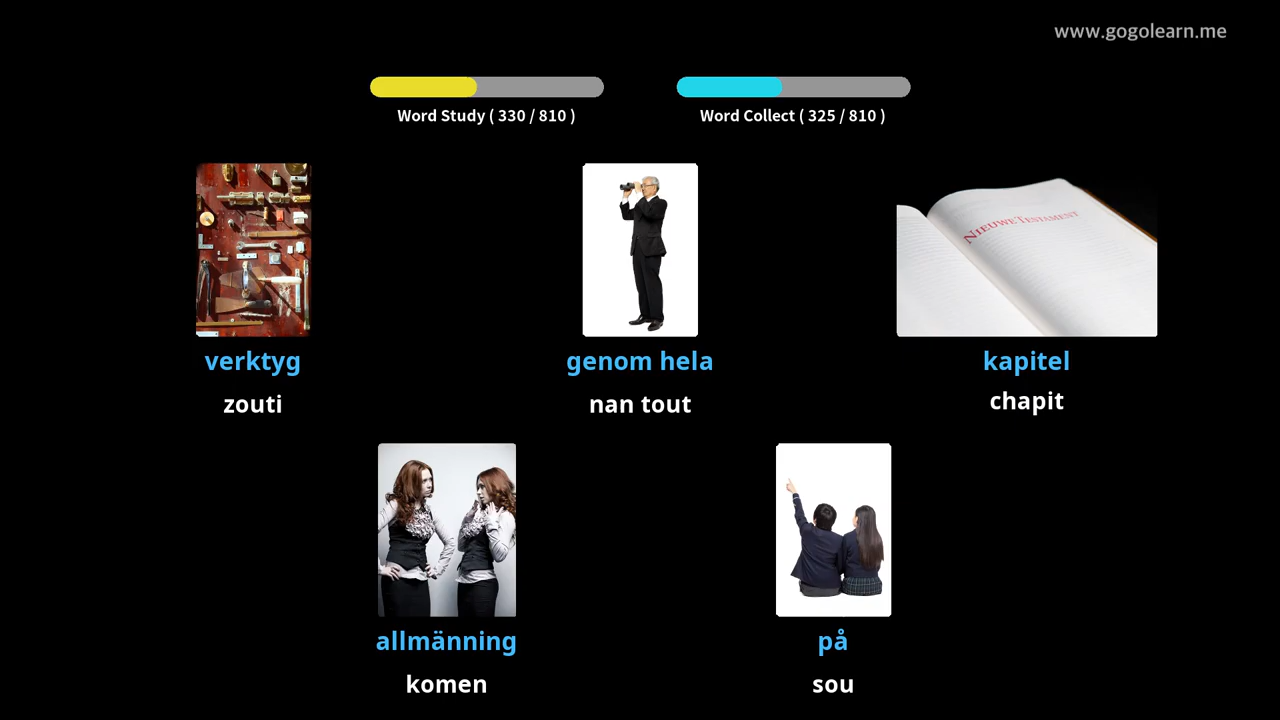 www.gogolearn.me
Word Study ( 330 / 810 )
Word Collect ( 325 / 810 )
NIEUWE TESTAMENT
verktyg
genom hela
kapitel
zouti
nan tout
chapit
allmänning
på
komen
sou